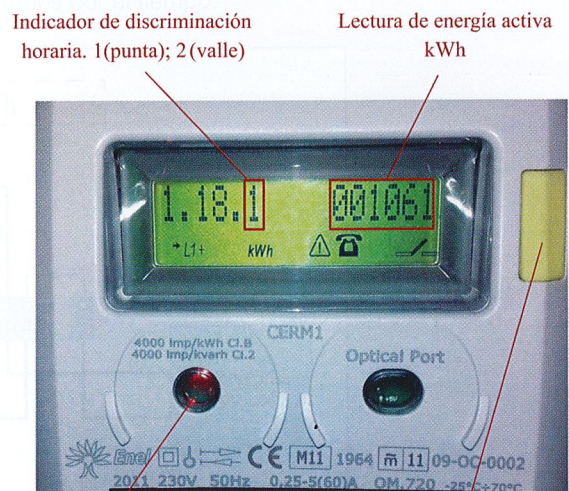 Indicador de discriminación
horaria. 1(punta); 2 (valle)
Lectura de energía activa
kWh
1.18.1 001061
L1+ kWh
CERM1
4000 Imp/kWh Cl.B
4000 Imp/kvarh Cl.2
Optical Port
Enel CE M11 1964 m 11 09-OC-0002
2011 230V 50Hz 0,25-5(60)A OM.720 -25°C÷70°C